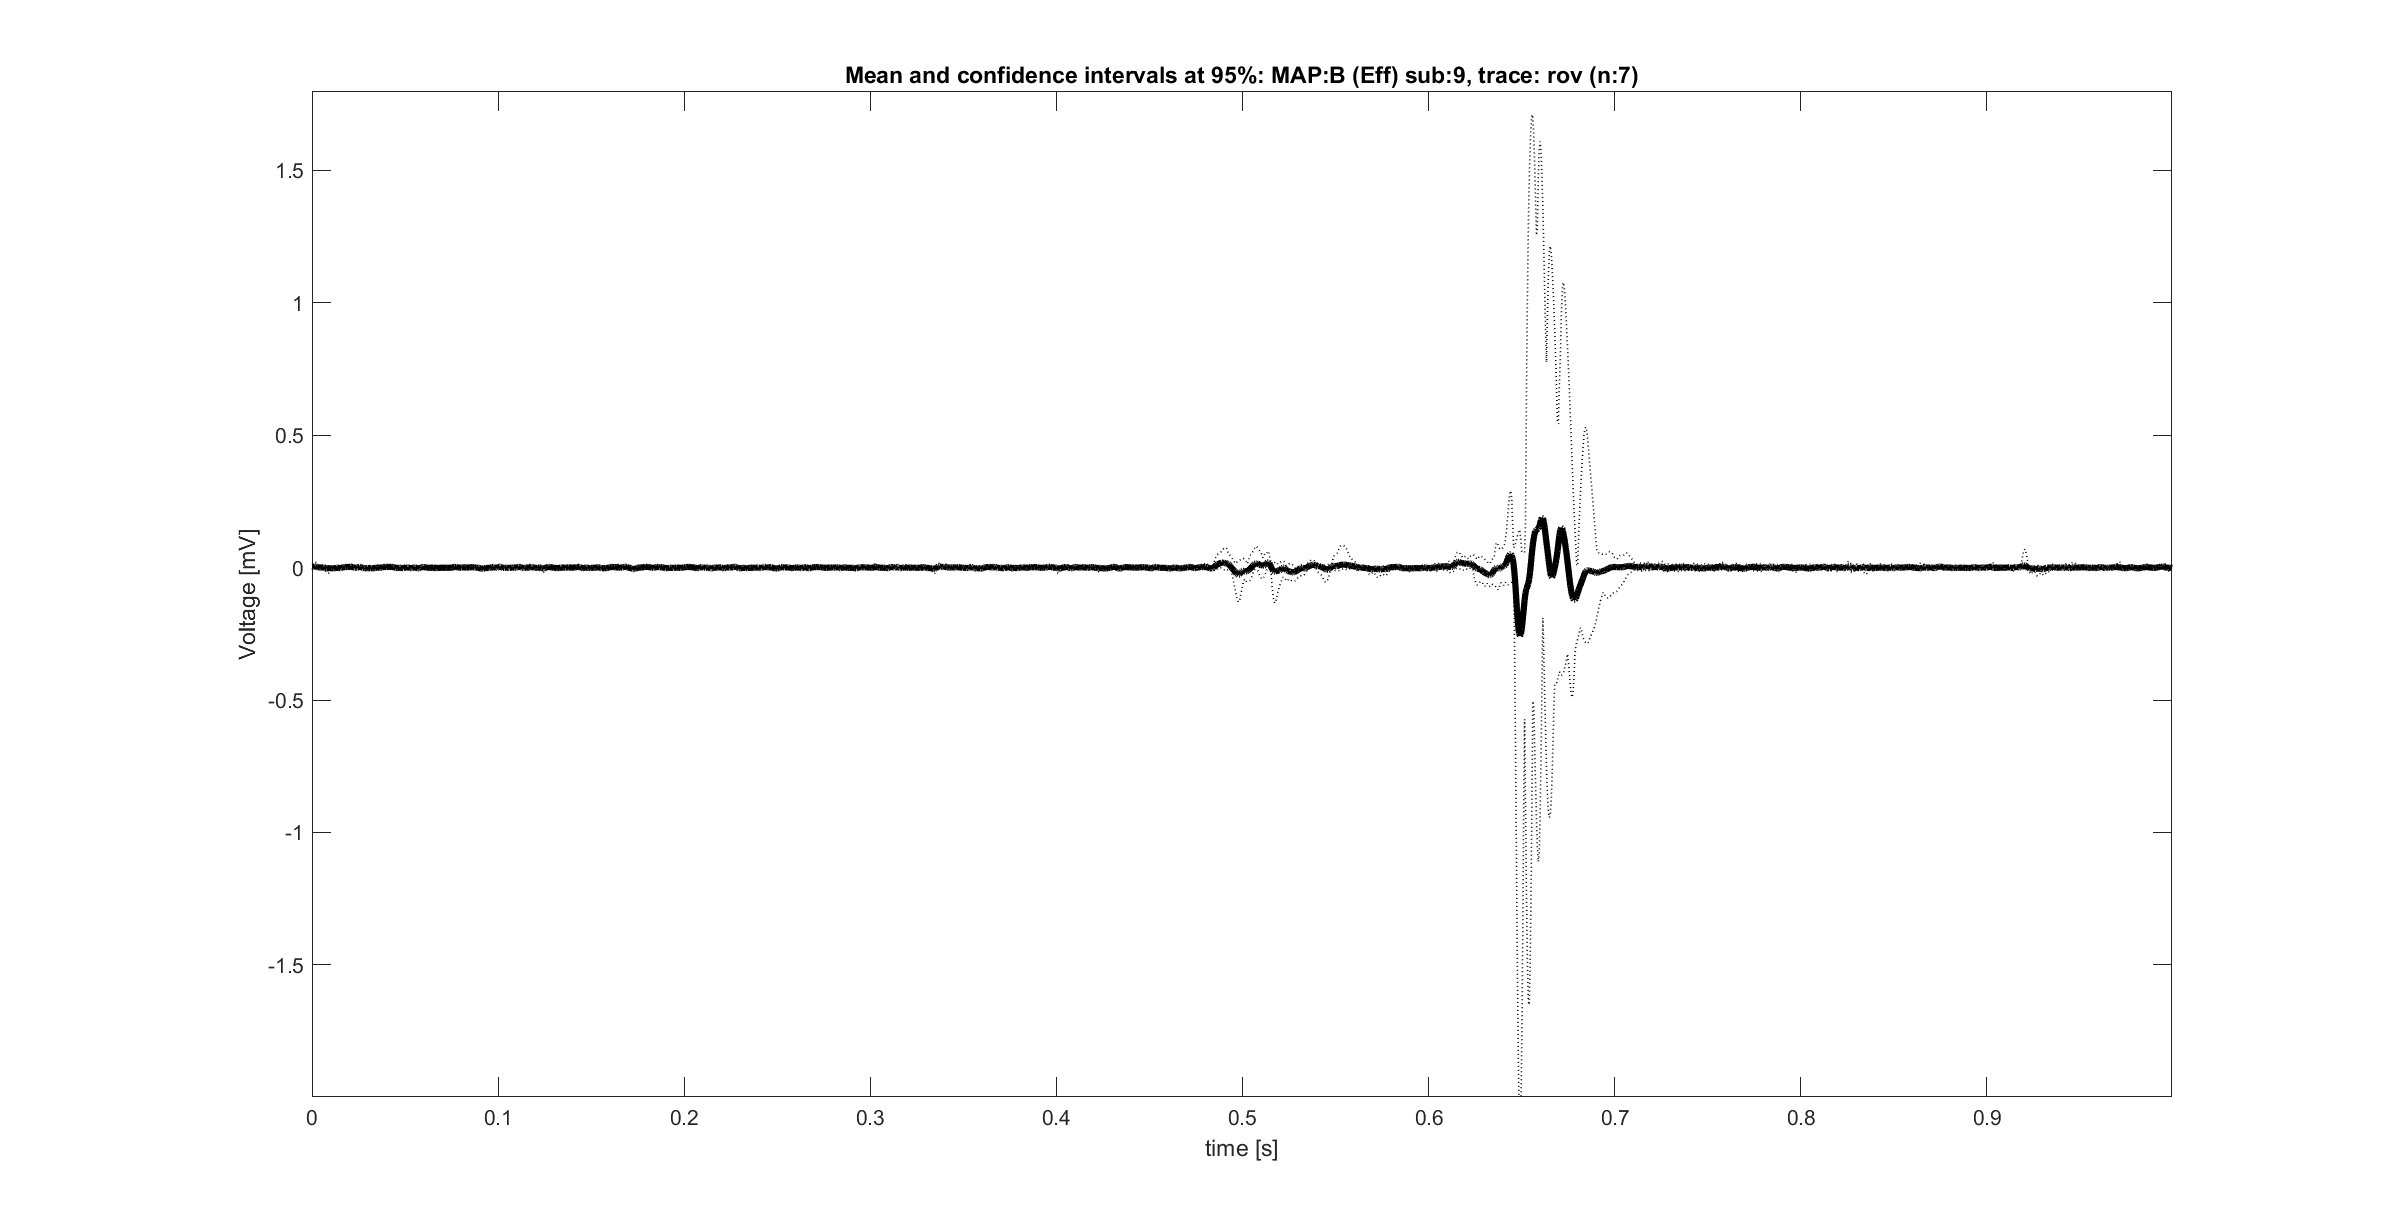 Mean and confidence intervals at 95%: MAP:B (Eff) sub:9, trace: rov (n:7)
1.5
1
0.5
0
-0.5
-1
-1.5
Voltage [mV]
0 0.1 0.2 0.3 0.4 0.5 0.6 0.7 0.8 0.9
time [s]